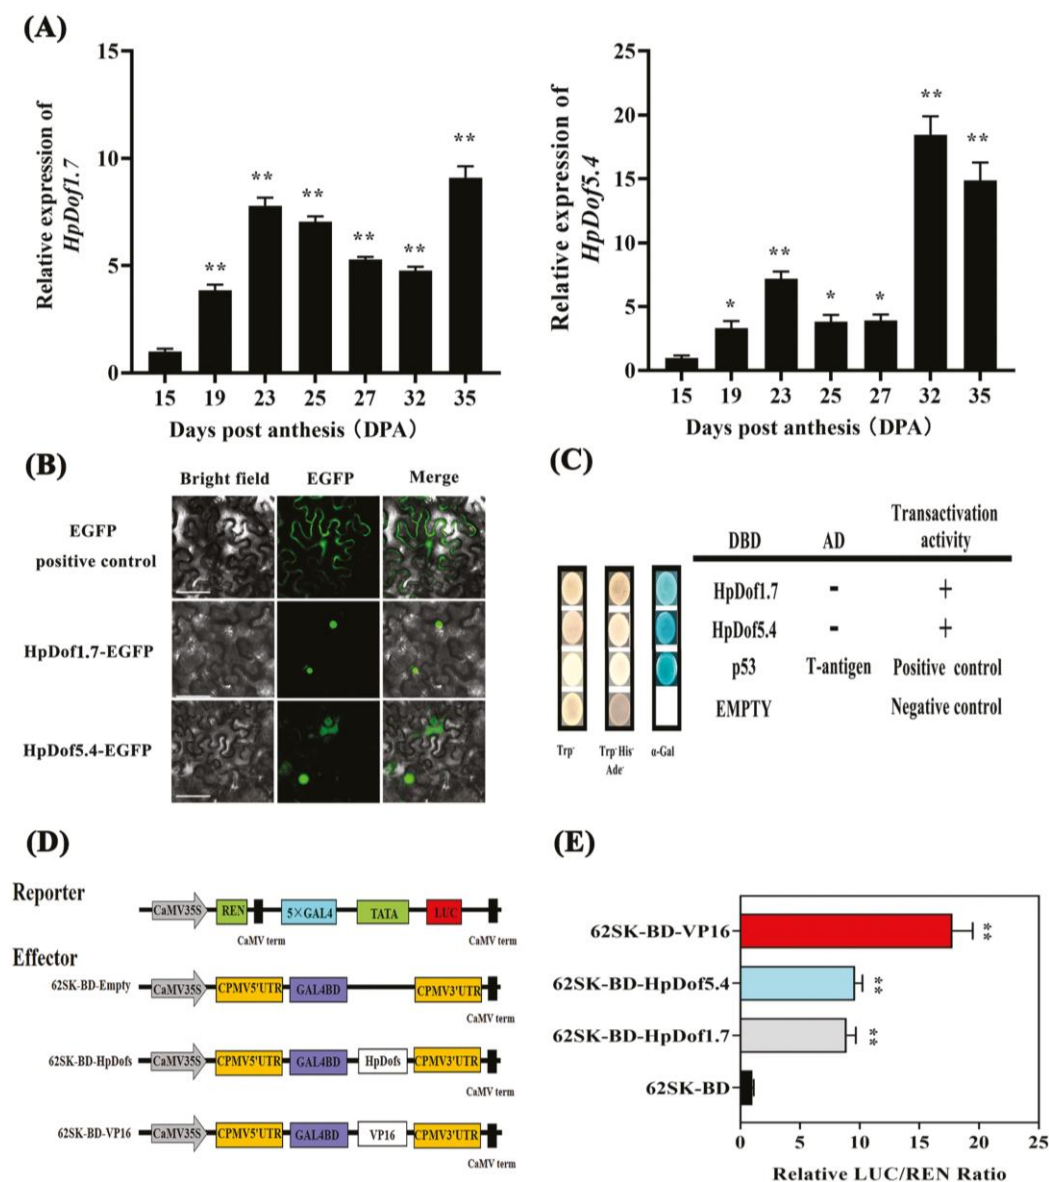 (A)
Relative expression of
HpDof1.7
15
10
5
0
** ** ** ** ** **
15 19 23 25 27 32 35
Days post anthesis (DPA)
Relative expression of
HpDof5.4
25
20
15
10
5
0
* ** * * ** **
15 19 23 25 27 32 35
Days post anthesis (DPA)
(B)
Bright field EGFP Merge
EGFP
positive control
HpDof1.7-EGFP
HpDof5.4-EGFP
(C)
DBD AD Transactivation
activity
HpDof1.7 - +
HpDof5.4 - +
p53 T-antigen Positive control
EMPTY Negative control
Trp- Trp-His- α-Gal
Ade-
(D)
Reporter
CaMV35S REN 5×GAL4 TATA LUC
CaMV term CaMV term
Effector
62SK-BD-Empty CaMV35S CPMV5'UTR GAL4BD CPMV3'UTR
CaMV term
62SK-BD-HpDofs CaMV35S CPMV5'UTR GAL4BD HpDofs CPMV3'UTR
CaMV term
62SK-BD-VP16 CaMV35S CPMV5'UTR GAL4BD VP16 CPMV3'UTR
CaMV term
(E)
62SK-BD-VP16 **
62SK-BD-HpDof5.4 **
62SK-BD-HpDof1.7 **
62SK-BD
0 5 10 15 20 25
Relative LUC/REN Ratio